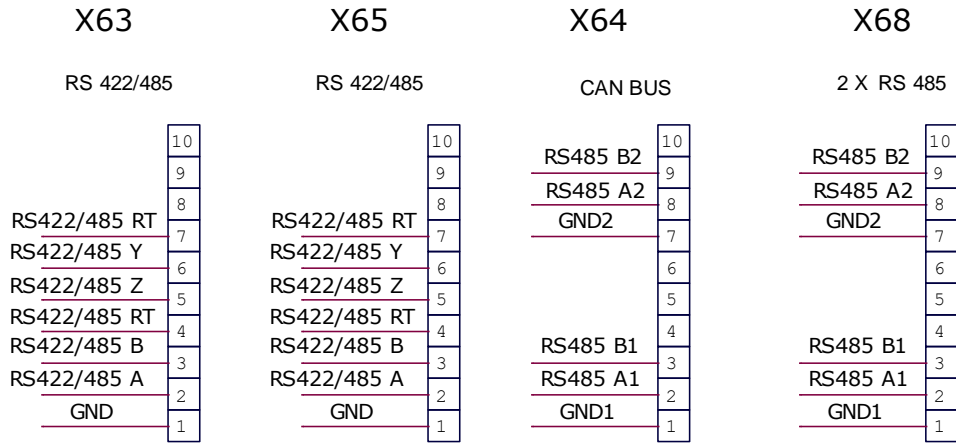 X63 X65 X64 X68
RS 422/485 RS 422/485 CAN BUS 2 X RS 485
10 10 10 10
RS485 B2 9 9 RS485 B2 9 9
8 8 RS485 A2 8 RS485 A2 8
RS422/485 RT 7 RS422/485 RT 7 GND2 7 GND2 7
RS422/485 Y 6 RS422/485 Y 6 6 6
RS422/485 Z 5 RS422/485 Z 5 5 5
RS422/485 RT 4 RS422/485 RT 4 4 4
RS422/485 B 3 RS422/485 B 3 RS485 B1 3 RS485 B1 3
RS422/485 A 2 RS422/485 A 2 RS485 A1 2 RS485 A1 2
GND 1 GND 1 GND1 1 GND1 1